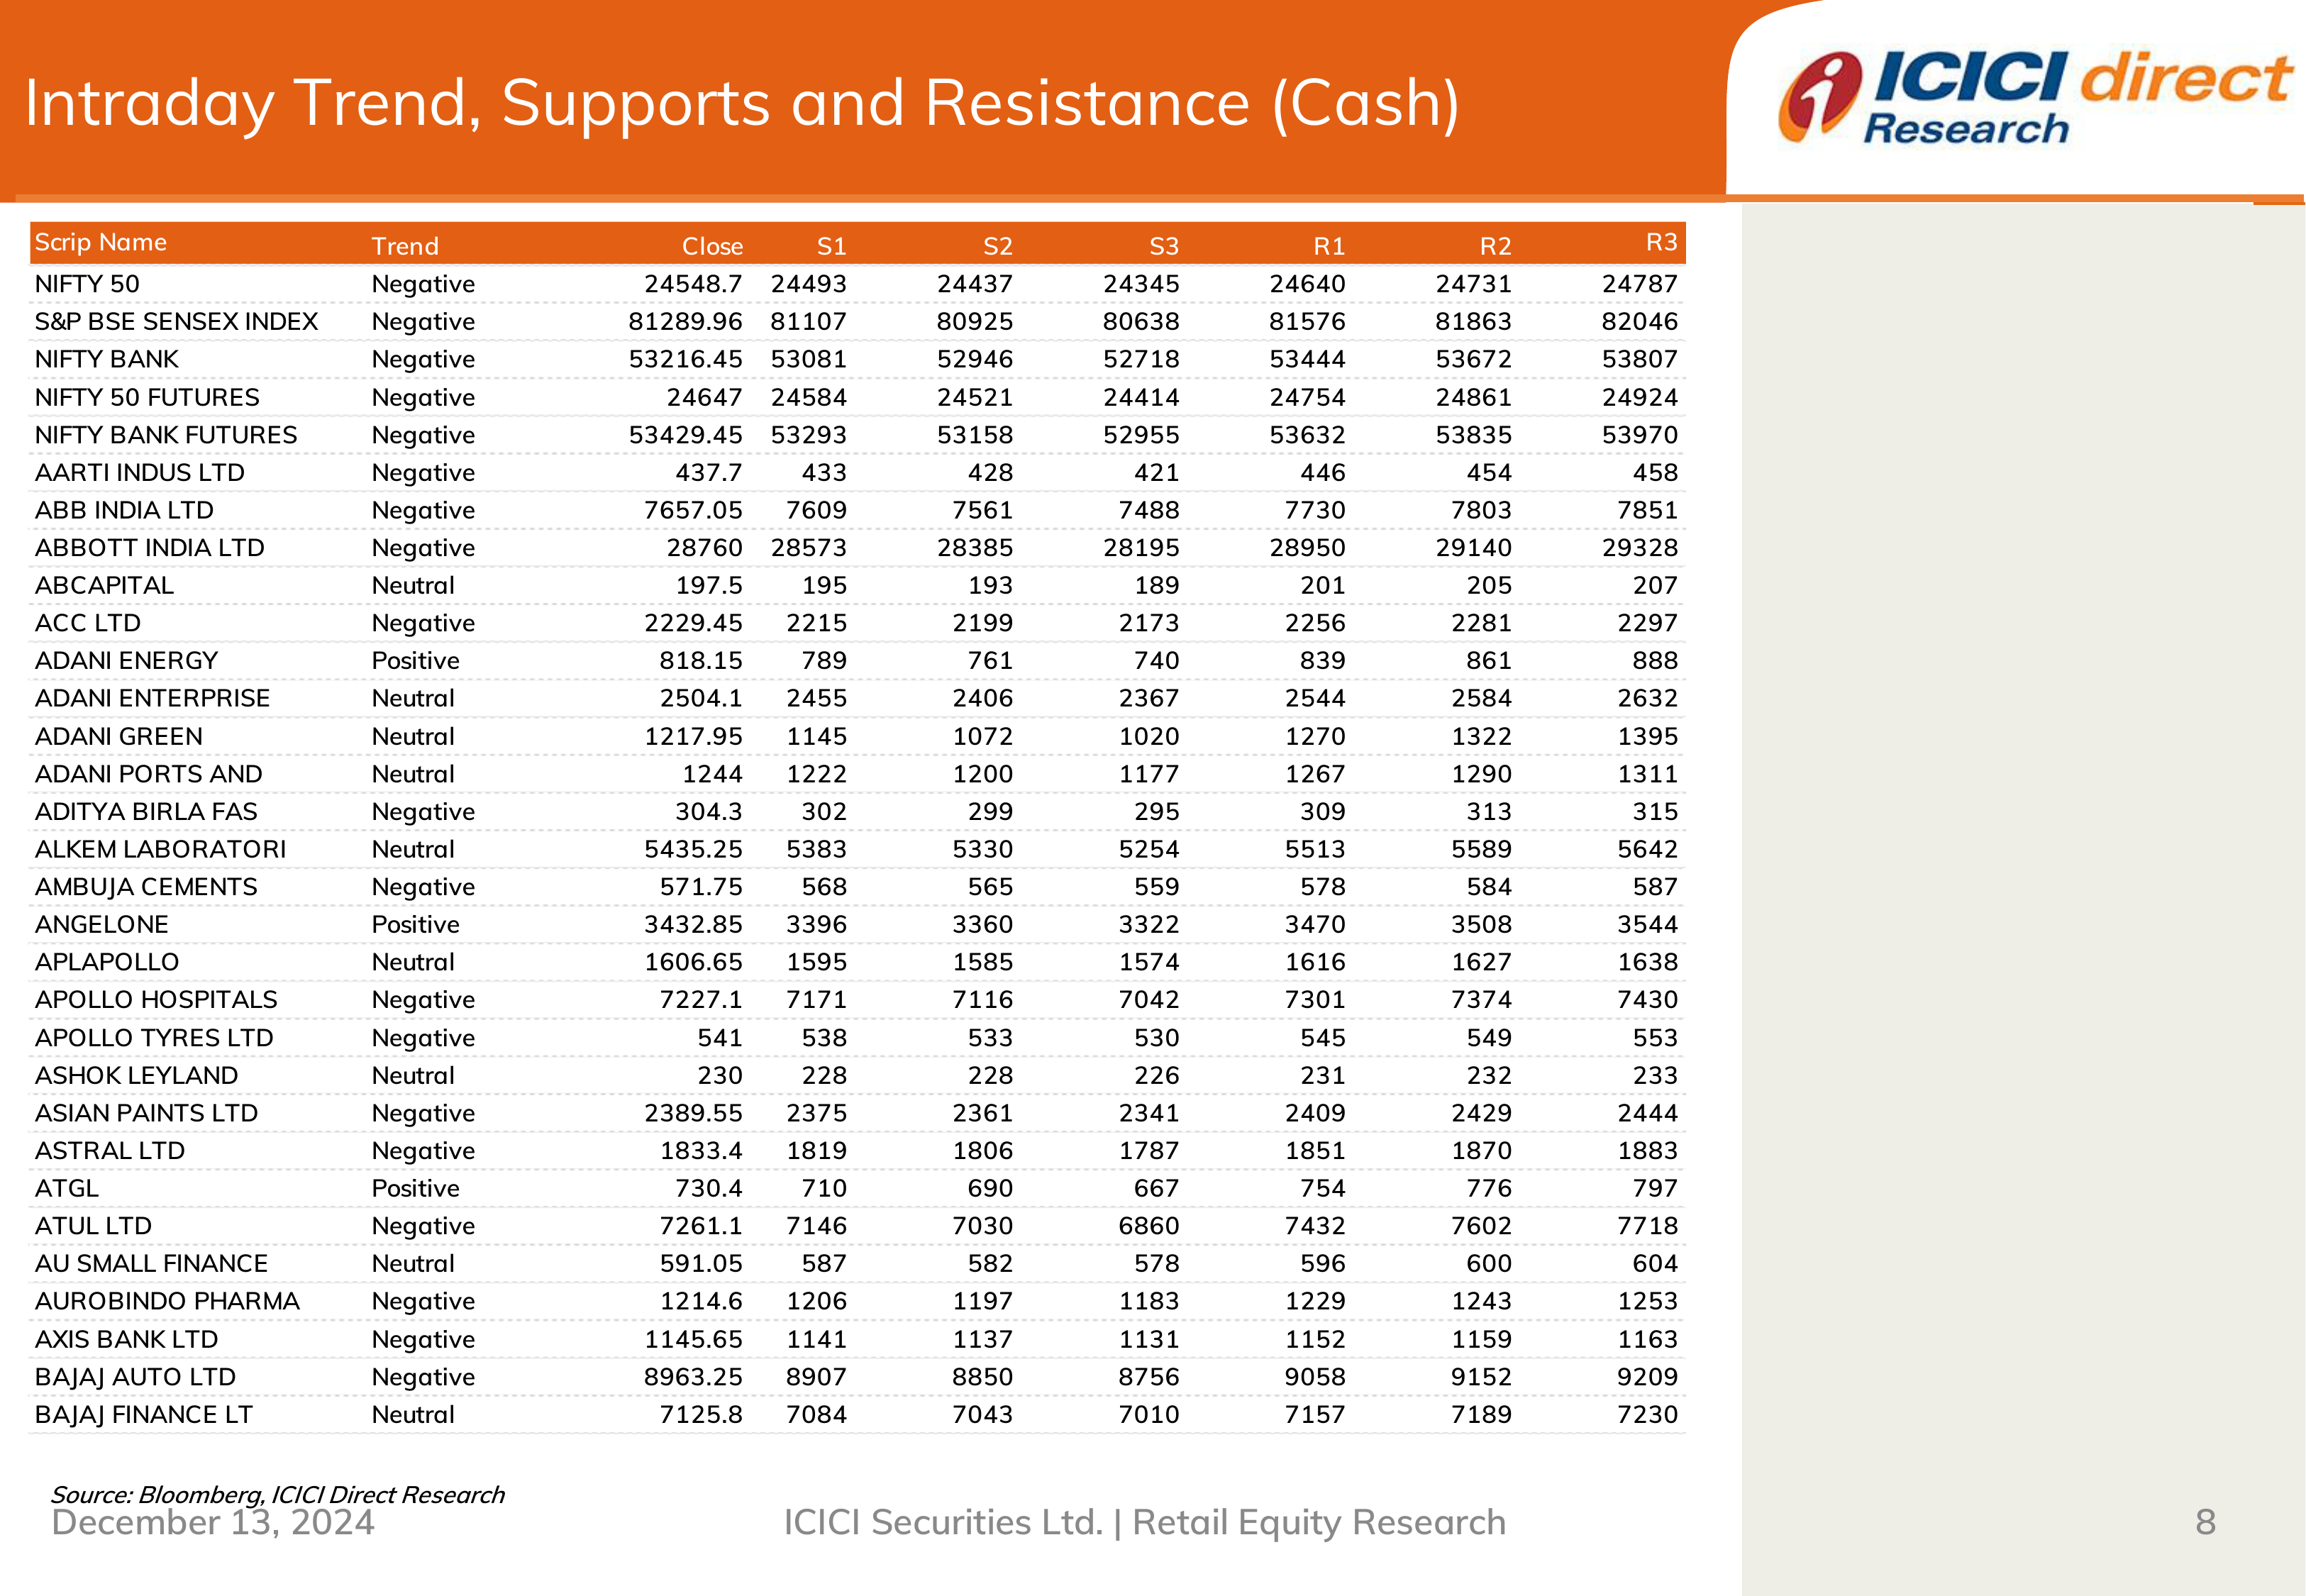 Intraday Trend, Supports and Resistance (Cash)
ICICI direct
Research
Scrip Name Trend Close S1 S2 S3 R1 R2 R3
NIFTY 50 Negative 24548.7 24493 24437 24345 24640 24731 24787
S&P BSE SENSEX INDEX Negative 81289.96 81107 80925 80638 81576 81863 82046
NIFTY BANK Negative 53216.45 53081 52946 52718 53444 53672 53807
NIFTY 50 FUTURES Negative 24647 24584 24521 24414 24754 24861 24924
NIFTY BANK FUTURES Negative 53429.45 53293 53158 52955 53632 53835 53970
AARTI INDUS LTD Negative 437.7 433 428 421 446 454 458
ABB INDIA LTD Negative 7657.05 7609 7561 7488 7730 7803 7851
ABBOTT INDIA LTD Negative 28760 28573 28385 28195 28950 29140 29328
ABCAPITAL Neutral 197.5 195 193 189 201 205 207
ACC LTD Negative 2229.45 2215 2199 2173 2256 2281 2297
ADANI ENERGY Positive 818.15 789 761 740 839 861 888
ADANI ENTERPRISE Neutral 2504.1 2455 2406 2367 2544 2584 2632
ADANI GREEN Neutral 1217.95 1145 1072 1020 1270 1322 1395
ADANI PORTS AND Neutral 1244 1222 1200 1177 1267 1290 1311
ADITYA BIRLA FAS Negative 304.3 302 299 295 309 313 315
ALKEM LABORATORI Neutral 5435.25 5383 5330 5254 5513 5589 5642
AMBUJA CEMENTS Negative 571.75 568 565 559 578 584 587
ANGELONE Positive 3432.85 3396 3360 3322 3470 3508 3544
APLAPOLLO Neutral 1606.65 1595 1585 1574 1616 1627 1638
APOLLO HOSPITALS Negative 7227.1 7171 7116 7042 7301 7374 7430
APOLLO TYRES LTD Negative 541 538 533 530 545 549 553
ASHOK LEYLAND Neutral 230 228 228 226 231 232 233
ASIAN PAINTS LTD Negative 2389.55 2375 2361 2341 2409 2429 2444
ASTRAL LTD Negative 1833.4 1819 1806 1787 1851 1870 1883
ATGL Positive 730.4 710 690 667 754 776 797
ATUL LTD Negative 7261.1 7146 7030 6860 7432 7602 7718
AU SMALL FINANCE Neutral 591.05 587 582 578 596 600 604
AUROBINDO PHARMA Negative 1214.6 1206 1197 1183 1229 1243 1253
AXIS BANK LTD Negative 1145.65 1141 1137 1131 1152 1159 1163
BAJAJ AUTO LTD Negative 8963.25 8907 8850 8756 9058 9152 9209
BAJAJ FINANCE LT Neutral 7125.8 7084 7043 7010 7157 7189 7230
Source: Bloomberg, ICICI Direct Research
December 13, 2024 ICICI Securities Ltd. | Retail Equity Research 8